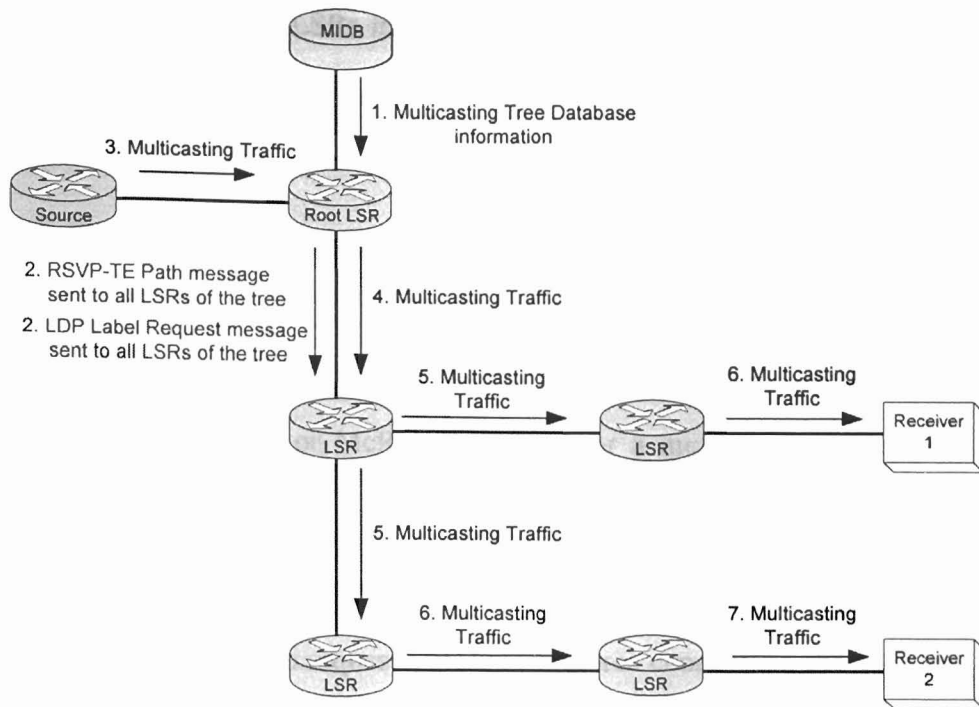 MIDB
1. Multicasting Tree Database
information
3. Multicasting Traffic
Source
Root LSR
2. RSVP-TE Path message
sent to all LSRs of the tree
2. LDP Label Request message
sent to all LSRs of the tree
4. Multicasting Traffic
5. Multicasting
Traffic
6. Multicasting
Traffic
LSR
LSR
Receiver
1
5. Multicasting Traffic
6. Multicasting
Traffic
7. Multicasting
Traffic
LSR
LSR
Receiver
2